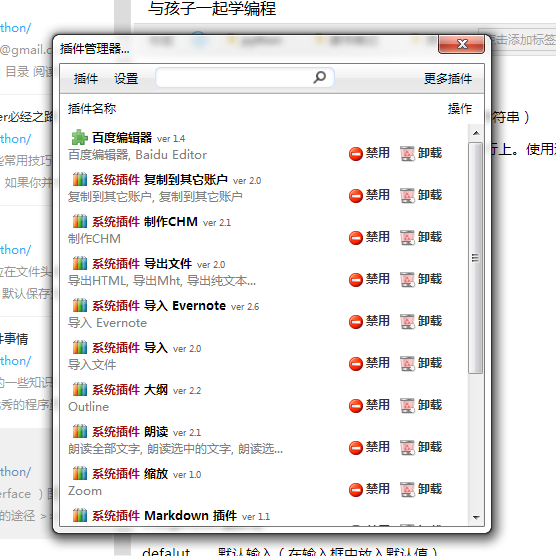 与孩子一起学编程
thon/
@gmail.c
目录 阅读
er必经之路
thon/
些常用技巧
如果你并
thon/
应在文件头
默认保存
件事情
thon/
的一些知识
优秀的程序
thon/
erface ）
的途径 >>
点击添加标签
符串）
行上。使用
插件管理器...
插件 设置 更多插件
插件名称 操作
百度编辑器 ver 1.4
百度编辑器, Baidu Editor 禁用 卸载
系统插件 复制到其它账户 ver 2.0
复制到其它账户, 复制到其它账户 禁用 卸载
系统插件 制作CHM ver 2.1
制作CHM 禁用 卸载
系统插件 导出文件 ver 2.0
导出HTML, 导出Mht, 导出纯文本... 禁用 卸载
系统插件 导入 Evernote ver 2.6
导入 Evernote 禁用 卸载
系统插件 导入 ver 2.0
导入文件 禁用 卸载
系统插件 大纲 ver 2.2
Outline 禁用 卸载
系统插件 朗读 ver 2.1
朗读全部文字, 朗读选中的文字, 朗读选... 禁用 卸载
系统插件 缩放 ver 1.0
Zoom 禁用 卸载
系统插件 Markdown 插件 ver 1.1
defalut 默认输入（在输入框中放入默认值）